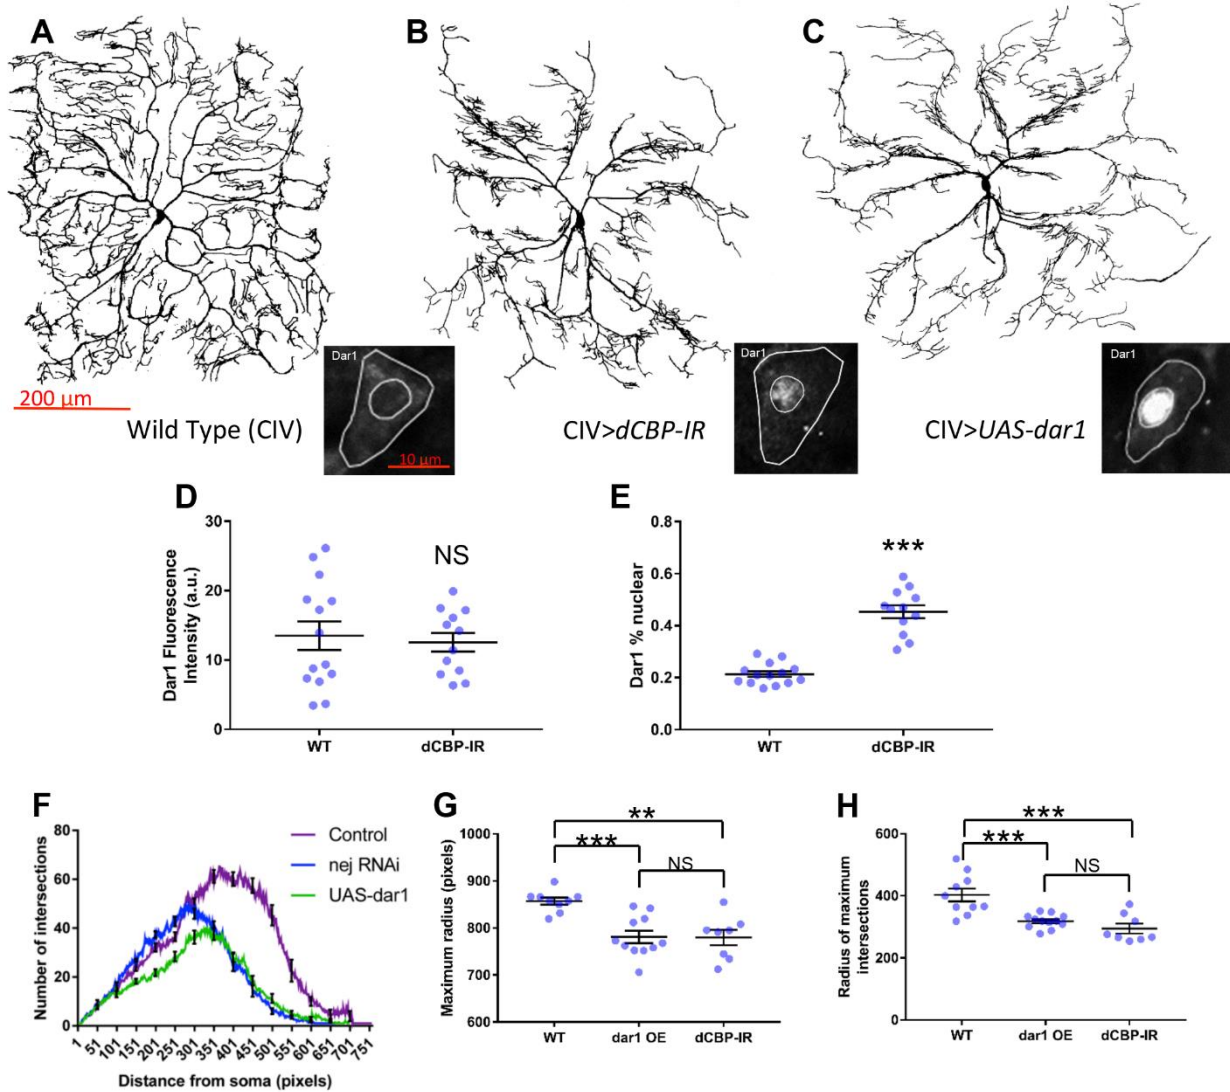 A
B
C
Dar1
Dar1
Dar1
200 µm
10 µm
Wild Type (CIV)
CIV>dCBP-IR
CIV>UAS-dar1
D
Dar1 Fluorescence
Intensity (a.u.)
30
20
10
0
NS
WT
dCBP-IR
E
Dar1 % nuclear
0.8
0.6
0.4
0.2
0.0
***
WT
dCBP-IR
F
Number of intersections
80
60
40
20
0
Control
nej RNAi
UAS-dar1
1
51
101
151
201
251
301
351
401
451
501
551
601
651
701
751
Distance from soma (pixels)
G
Maximum radius (pixels)
1000
900
800
700
600
**
***
NS
WT
dar1 OE
dCBP-IR
H
Radius of maximum
intersections
600
400
200
0
***
***
NS
WT
dar1 OE
dCBP-IR